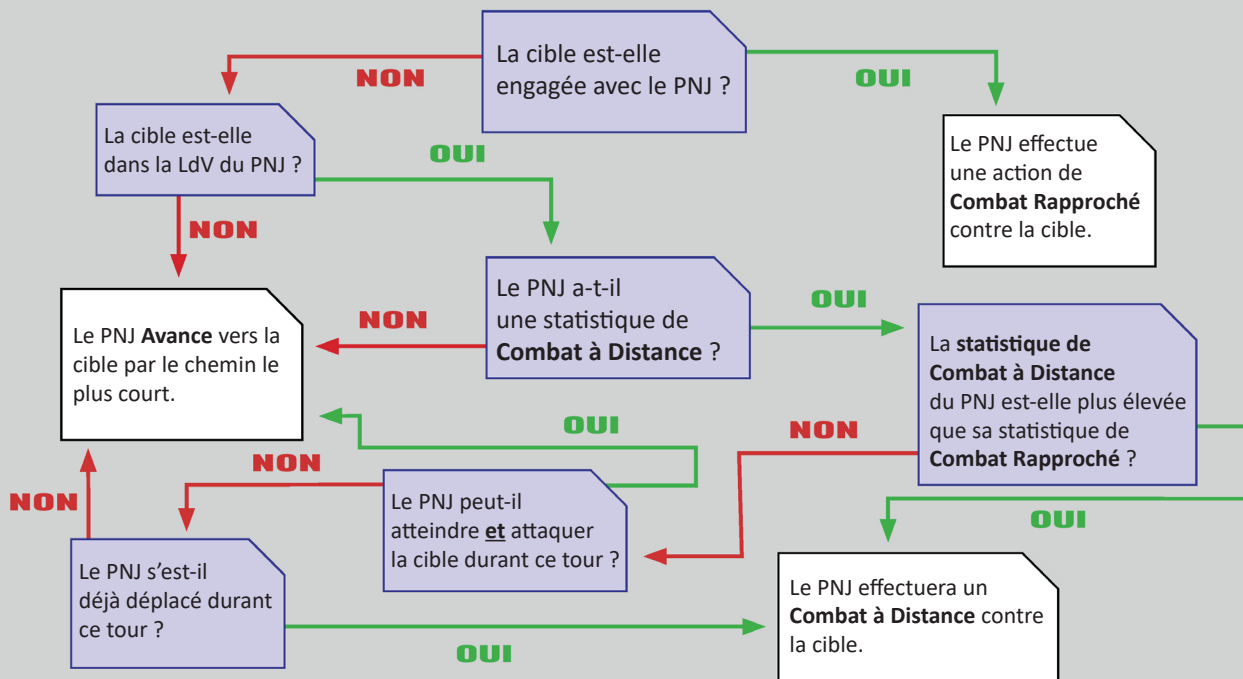 La cible est-elle
engagée avec le PNJ ?
NON
OUI
La cible est-elle
dans la LdV du PNJ ?
OUI
NON
Le PNJ effectue
une action de
Combat Rapproché
contre la cible.
Le PNJ a-t-il
une statistique de
Combat à Distance ?
NON
OUI
Le PNJ Avance vers la
cible par le chemin le
plus court.
La statistique de
Combat à Distance
du PNJ est-elle plus élevée
que sa statistique de
Combat Rapproché ?
OUI
NON
NON
NON
OUI
Le PNJ peut-il
atteindre et attaquer
la cible durant ce tour ?
Le PNJ s’est-il
déjà déplacé durant
ce tour ?
OUI
Le PNJ effectuera un
Combat à Distance contre
la cible.